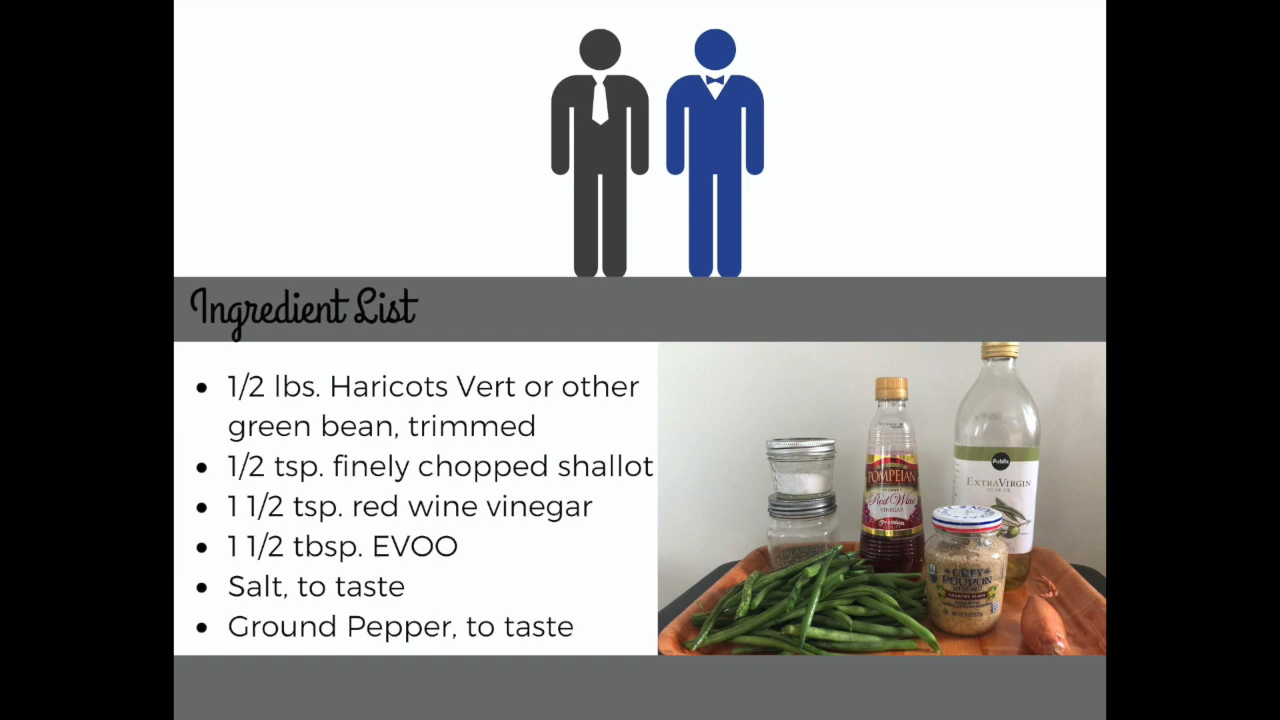 Ingredient List
1/2 lbs. Haricots Vert or other
green bean, trimmed
1/2 tsp. finely chopped shallot
1 1/2 tsp. red wine vinegar
1 1/2 tbsp. EVOO
Salt, to taste
Ground Pepper, to taste
Publix
EXTRA VIRGIN
POMPEIAN
Red Wine
VINEGAR
GREY
POUPON